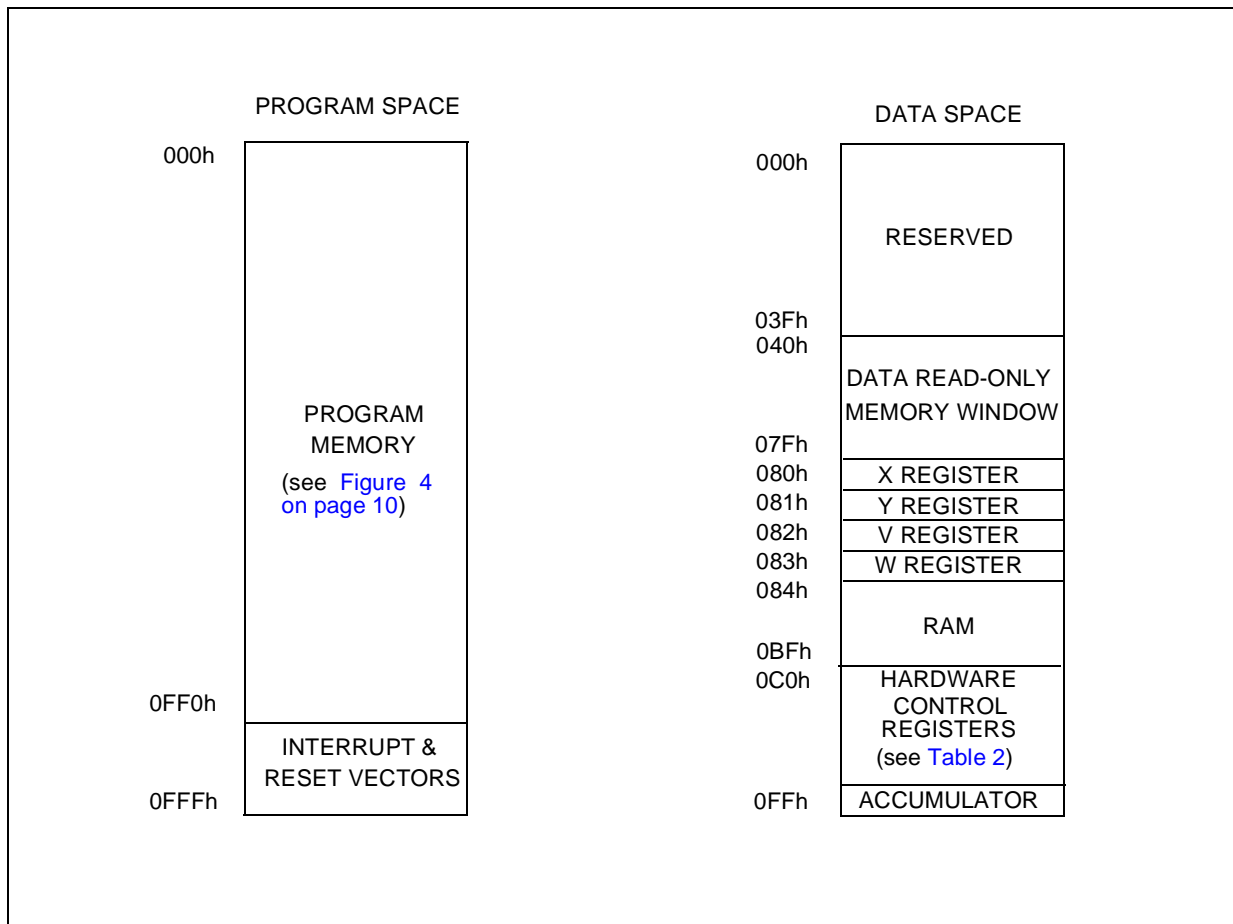 PROGRAM SPACE
000h
PROGRAM
MEMORY
(see Figure 4
on page 10)
0FF0h
INTERRUPT &
RESET VECTORS
0FFFh
DATA SPACE
000h
RESERVED
03Fh
040h
DATA READ-ONLY
MEMORY WINDOW
07Fh
080h X REGISTER
081h Y REGISTER
082h V REGISTER
083h W REGISTER
084h
RAM
0BFh
0C0h HARDWARE
CONTROL
REGISTERS
(see Table 2)
0FFh ACCUMULATOR